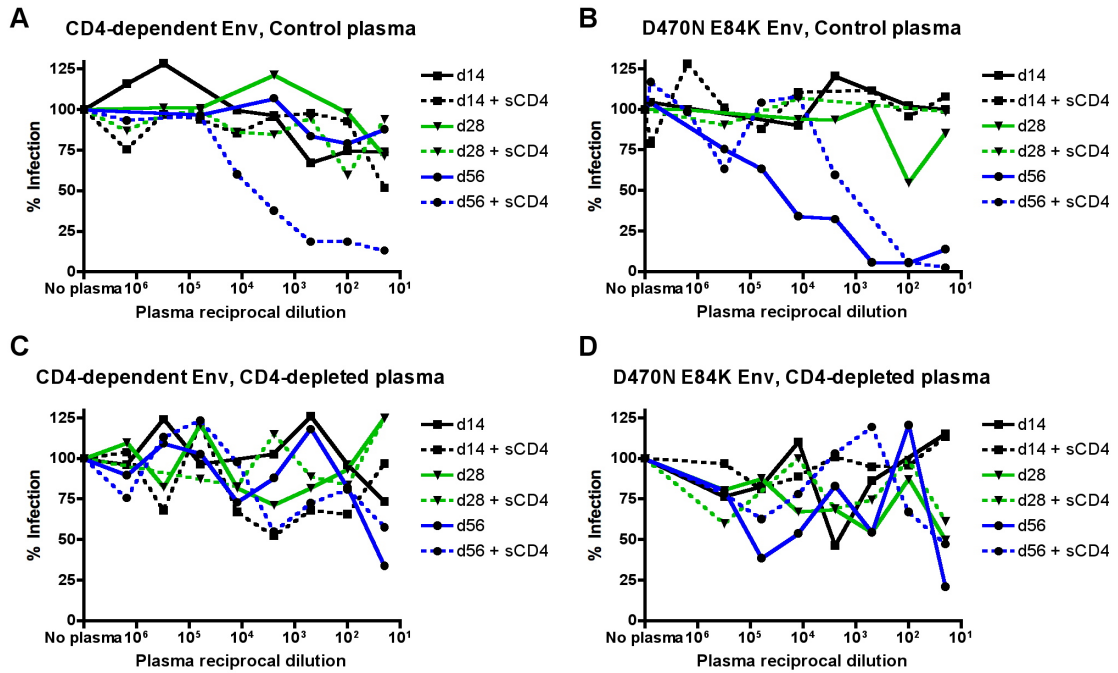 A
CD4-dependent Env, Control plasma
% Infection
125
100
75
50
25
0
No plasma 10⁶ 10⁵ 10⁴ 10³ 10² 10¹
Plasma reciprocal dilution
d14
d14 + sCD4
d28
d28 + sCD4
d56
d56 + sCD4
B
D470N E84K Env, Control plasma
% Infection
125
100
75
50
25
0
No plasma 10⁶ 10⁵ 10⁴ 10³ 10² 10¹
Plasma reciprocal dilution
d14
d14 + sCD4
d28
d28 + sCD4
d56
d56 + sCD4
C
CD4-dependent Env, CD4-depleted plasma
% Infection
125
100
75
50
25
0
No plasma 10⁶ 10⁵ 10⁴ 10³ 10² 10¹
Plasma reciprocal dilution
d14
d14 + sCD4
d28
d28 + sCD4
d56
d56 + sCD4
D
D470N E84K Env, CD4-depleted plasma
% Infection
125
100
75
50
25
0
No plasma 10⁶ 10⁵ 10⁴ 10³ 10² 10¹
Plasma reciprocal dilution
d14
d14 + sCD4
d28
d28 + sCD4
d56
d56 + sCD4